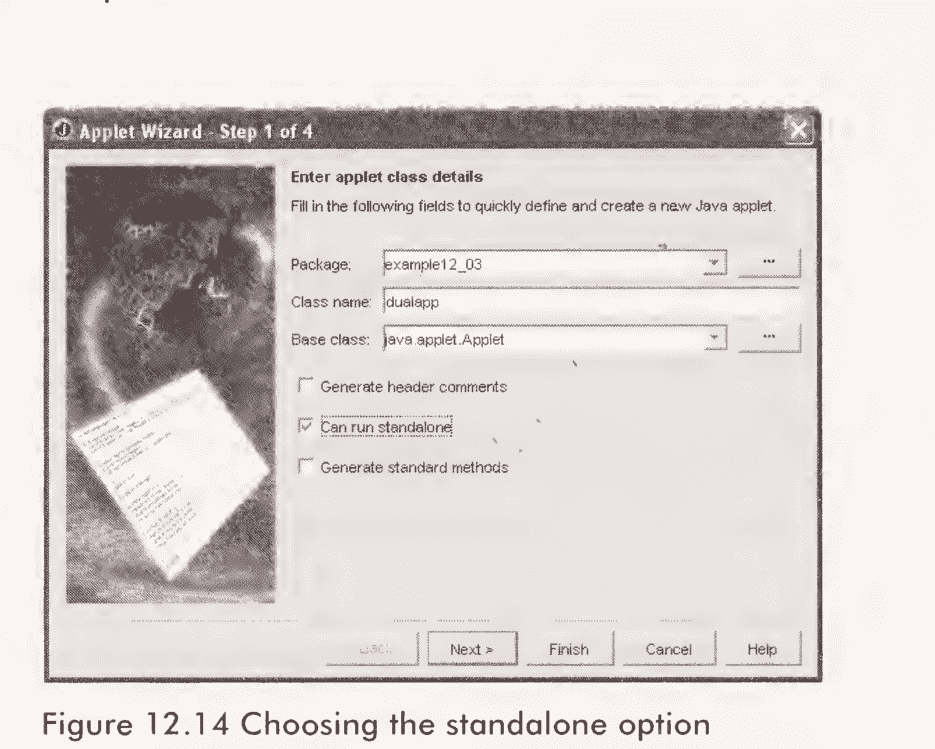 Applet Wizard - Step 1 of 4
Enter applet class details
Fill in the following fields to quickly define and create a new Java applet.
Package: example12_03 ...
Class name: dualapp
Base class: java.applet.Applet ...
Generate header comments
Can run standalone
Generate standard methods
Next > Finish Cancel Help
Figure 12.14 Choosing the standalone option